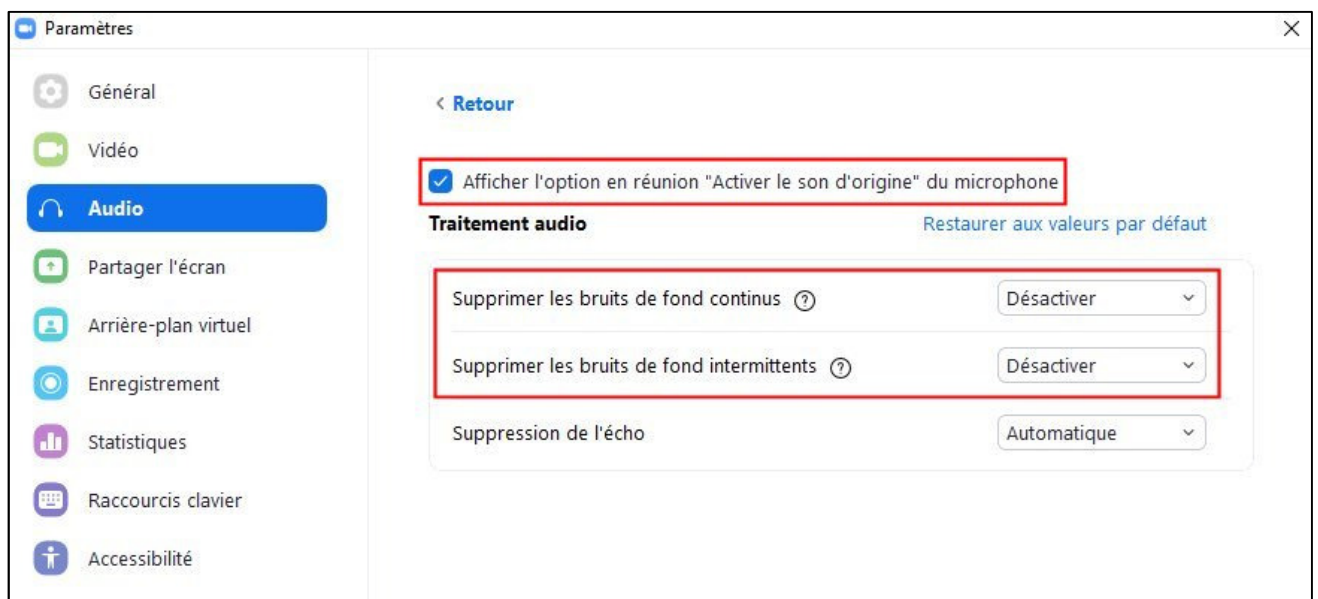 Paramètres
Général
Vidéo
Audio
Partager l'écran
Arrière-plan virtuel
Enregistrement
Statistiques
Raccourcis clavier
Accessibilité
Retour
Afficher l'option en réunion "Activer le son d'origine" du microphone
Traitement audio Restaurer aux valeurs par défaut
Supprimer les bruits de fond continus ? Désactiver
Supprimer les bruits de fond intermittents ? Désactiver
Suppression de l'écho Automatique